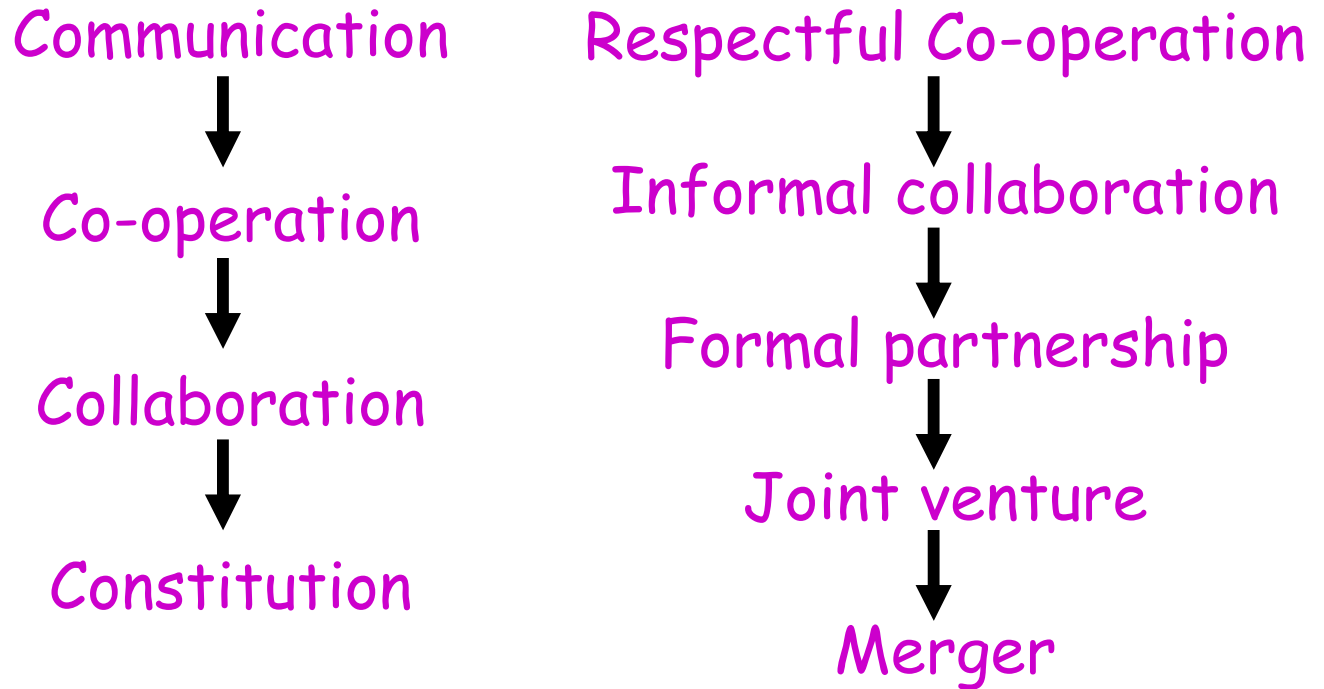 Communication
Co-operation
Collaboration
Constitution
Respectful Co-operation
Informal collaboration
Formal partnership
Joint venture
Merger